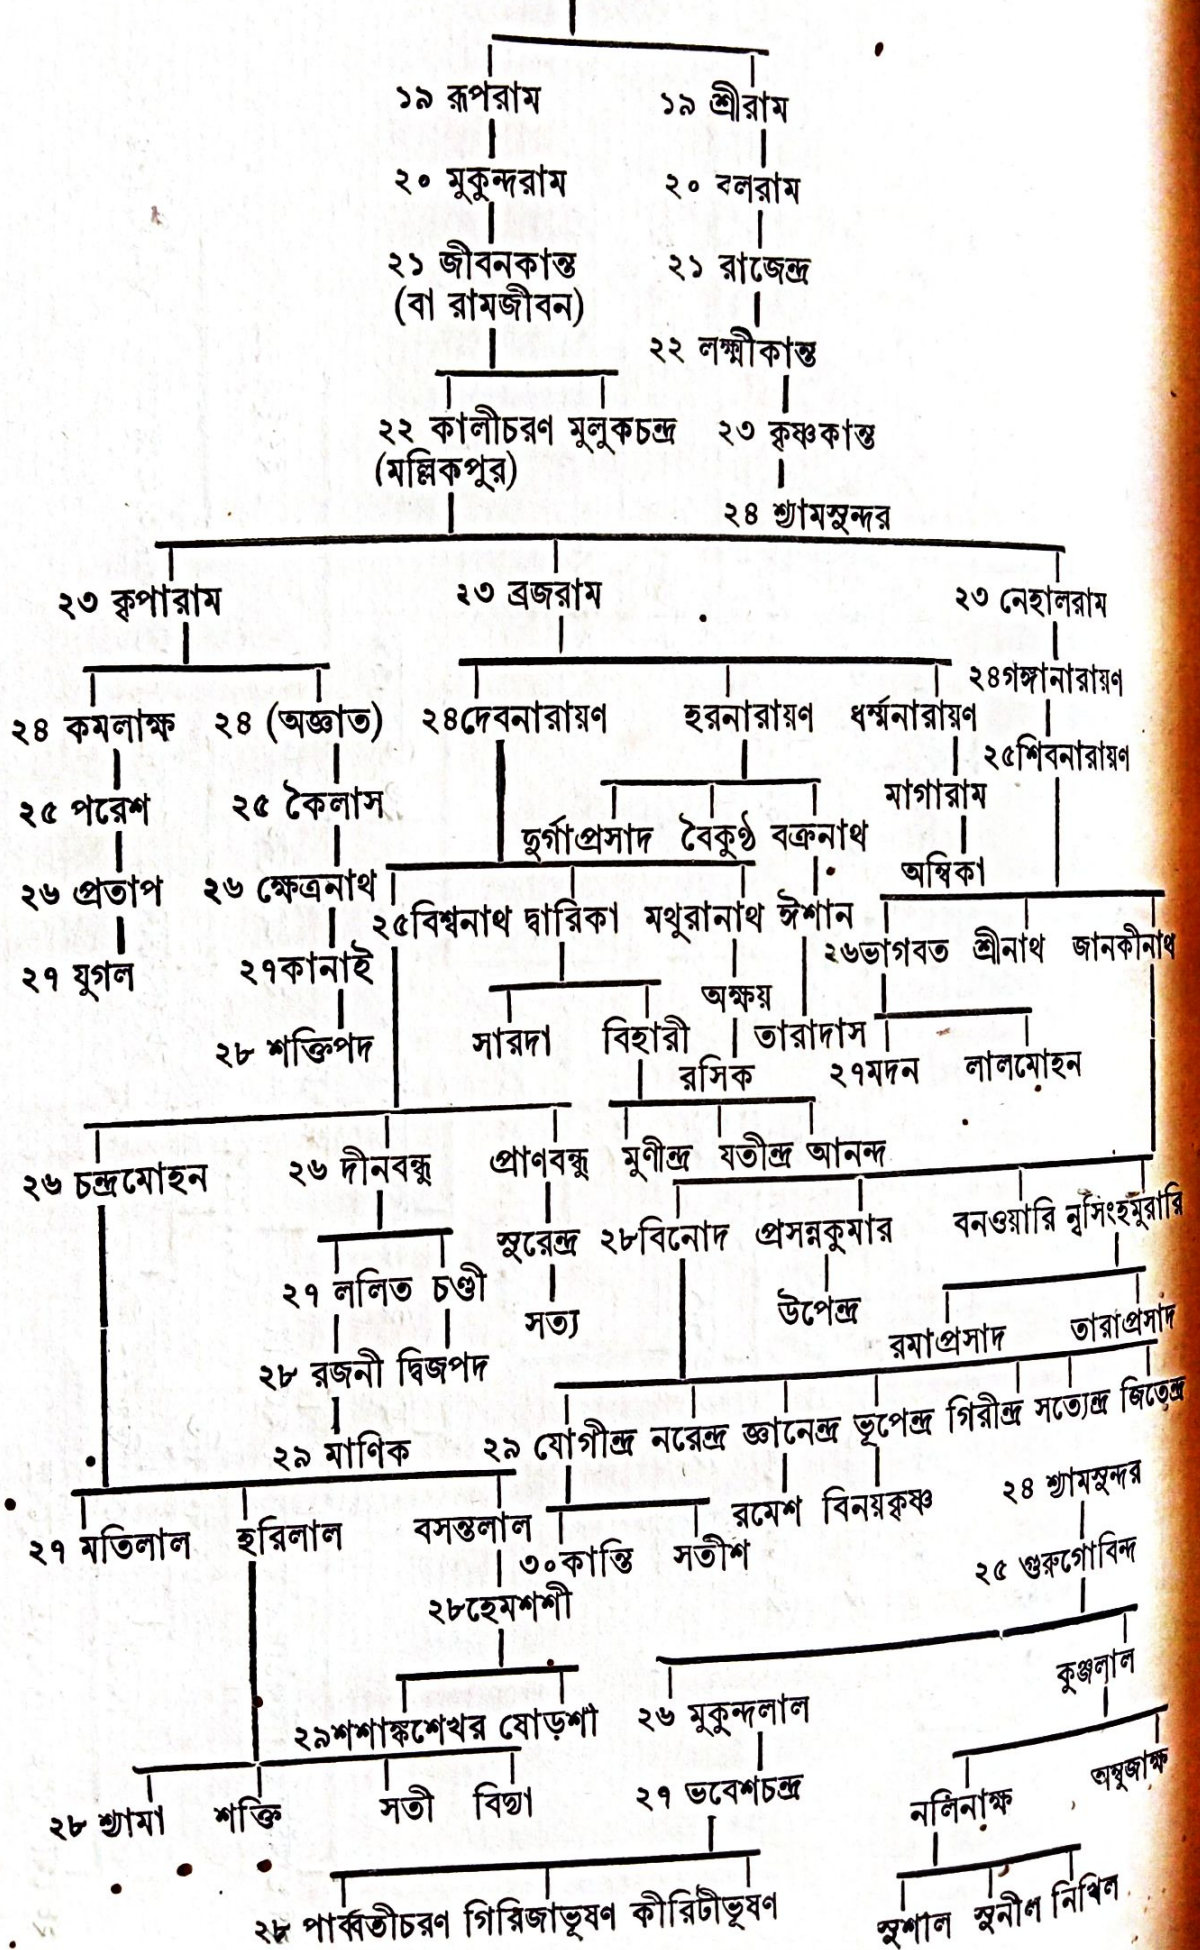 ১৯ রূপরাম ১৯ শ্রীরাম
২০ মুকুন্দরাম ২০ বলরাম
২১ জীবনকান্ত ২১ রাজেন্দ্র
(বা রামজীবন)
২২ লক্ষ্মীকান্ত
২২ কালীচরণ মুলুকচন্দ্র ২৩ কৃষ্ণকান্ত
(মল্লিকপুর)
২৪ শ্যামসুন্দর
২৩ কৃপারাম ২৩ ব্রজরাম ২৩ নেহালরাম
২৪গঙ্গানারায়ণ
২৪ কমলাক্ষ ২৪ (অজ্ঞাত) ২৪দেবনারায়ণ হরনারায়ণ ধর্ম্মনারায়ণ
২৫শিবনারায়ণ
২৫ পরেশ ২৫ কৈলাস মাগারাম
দুর্গাপ্রসাদ বৈকুণ্ঠ বক্রনাথ
অম্বিকা
২৬ প্রতাপ ২৬ ক্ষেত্রনাথ
২৫বিশ্বনাথ দ্বারিকা মথুরানাথ ঈশান
২৬ভাগবত শ্রীনাথ জানকীনাথ
২৭ যুগল ২৭কানাই
অক্ষয়
২৮ শক্তিপদ সারদা বিহারী তারাদাস
রসিক ২৭মদন লালমোহন
২৬ চন্দ্রমোহন ২৬ দীনবন্ধু প্রাণবন্ধু মুণীন্দ্র যতীন্দ্র আনন্দ
সুরেন্দ্র ২৮বিনোদ প্রসন্নকুমার বনওয়ারি নৃসিংহমুরারি
২৭ ললিত চণ্ডী
সত্য উপেন্দ্র
রমাপ্রসাদ তারাপ্রসাদ
২৮ রজনী দ্বিজপদ
২৯ মাণিক ২৯ যোগীন্দ্র নরেন্দ্র জ্ঞানেন্দ্র ভূপেন্দ্র গিরীন্দ্র সত্যেন্দ্র জিতেন্দ্র
২৪ শ্যামসুন্দর
রমেশ বিনয়কৃষ্ণ
২৭ মতিলাল হরিলাল বসন্তলাল
৩০কান্তি সতীশ
২৫ গুরুগোবিন্দ
২৮হেমশশী
কুঞ্জলাল
২৯শশাঙ্কশেখর ষোড়শী ২৬ মুকুন্দলাল
২৮ শ্যামা শক্তি সতী বিদ্যা ২৭ ভবেশচন্দ্র নলিনাক্ষ অম্বুজাক্ষ
২৮ পার্ব্বতীচরণ গিরিজাভূষণ কীরিটীভূষণ সুশীল সুনীল নিখিল